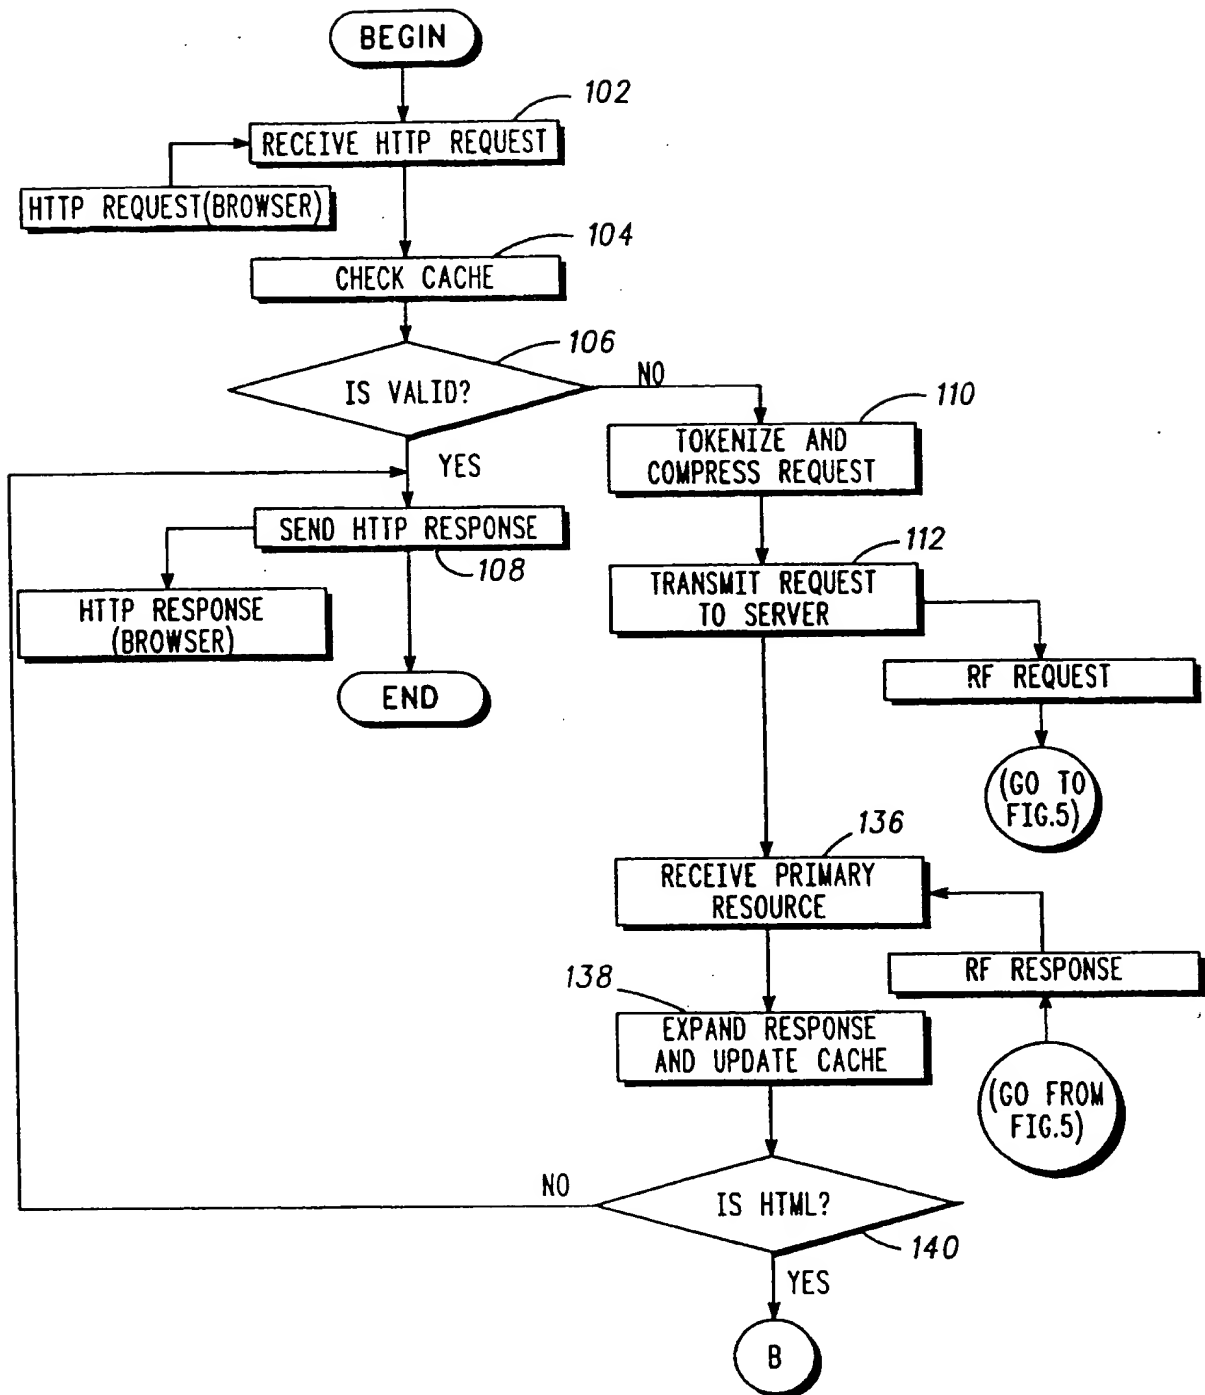 BEGIN
102
RECEIVE HTTP REQUEST
HTTP REQUEST(BROWSER)
104
CHECK CACHE
106
IS VALID?
NO
110
TOKENIZE AND
COMPRESS REQUEST
YES
SEND HTTP RESPONSE
108
112
TRANSMIT REQUEST
TO SERVER
HTTP RESPONSE
(BROWSER)
RF REQUEST
END
(GO TO
FIG.5)
136
RECEIVE PRIMARY
RESOURCE
RF RESPONSE
138
EXPAND RESPONSE
AND UPDATE CACHE
(GO FROM
FIG.5)
NO
IS HTML?
140
YES
B